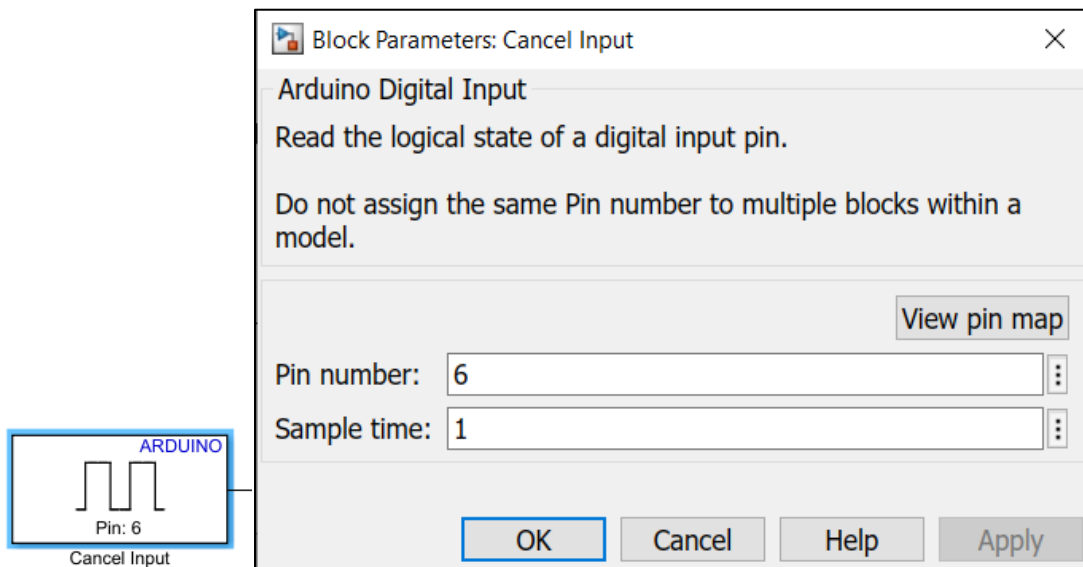 Block Parameters: Cancel Input
Arduino Digital Input
Read the logical state of a digital input pin.
Do not assign the same Pin number to multiple blocks within a
model.
View pin map
Pin number: 6
Sample time: 1
OK Cancel Help Apply
ARDUINO
Pin: 6
Cancel Input